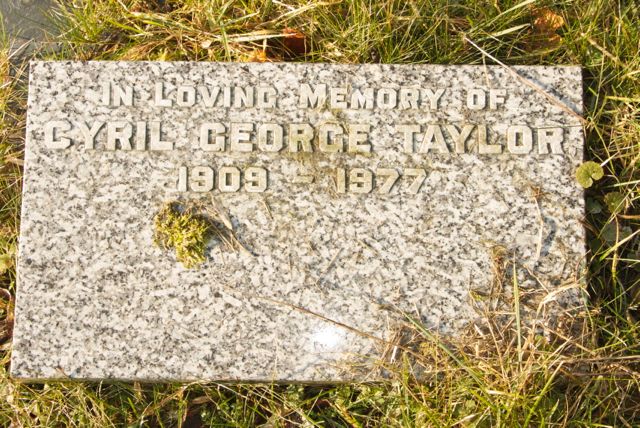 IN LOVING MEMORY OF
CYRIL GEORGE TAYLOR
1909 - 1977